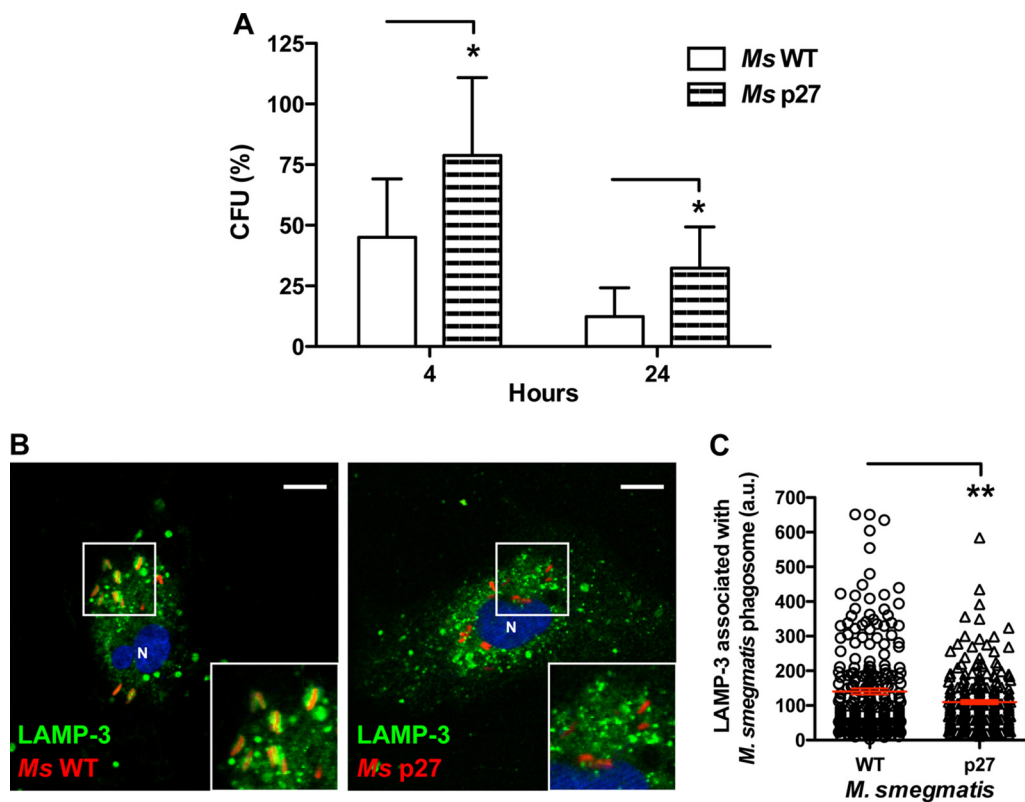 A
CFU (%)
125
100
75
50
25
0
*
*
Ms WT
Ms p27
4
24
Hours
B
N
LAMP-3
Ms WT
N
LAMP-3
Ms p27
C
LAMP-3 associated with
M. smegmatis phagosome (a.u.)
700
600
500
400
300
200
100
0
**
WT
p27
M. smegmatis